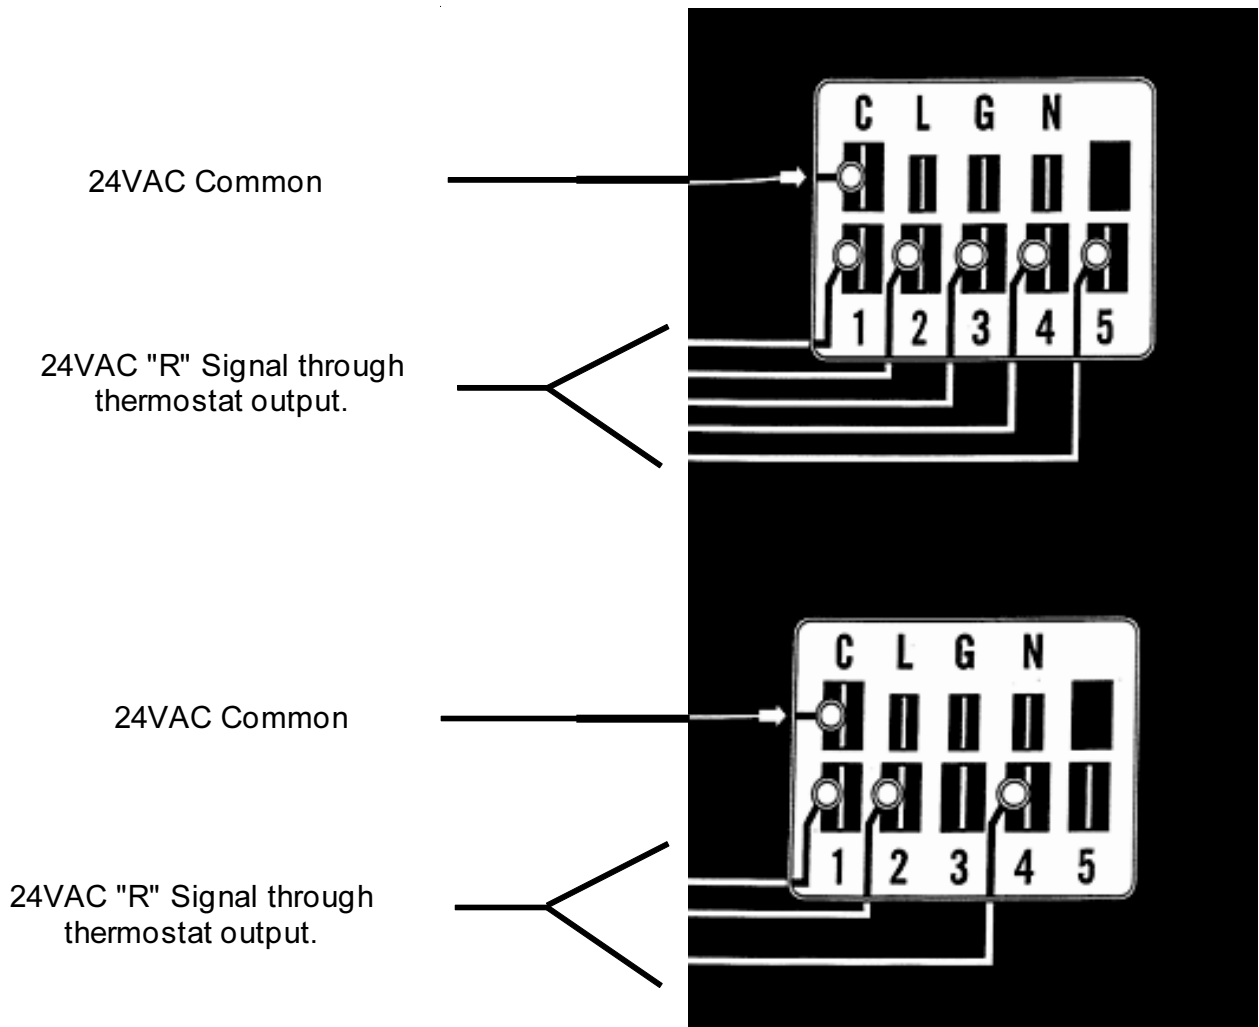 C L G N
24VAC Common
1 2 3 4 5
24VAC "R" Signal through
thermostat output.
C L G N
24VAC Common
1 2 3 4 5
24VAC "R" Signal through
thermostat output.